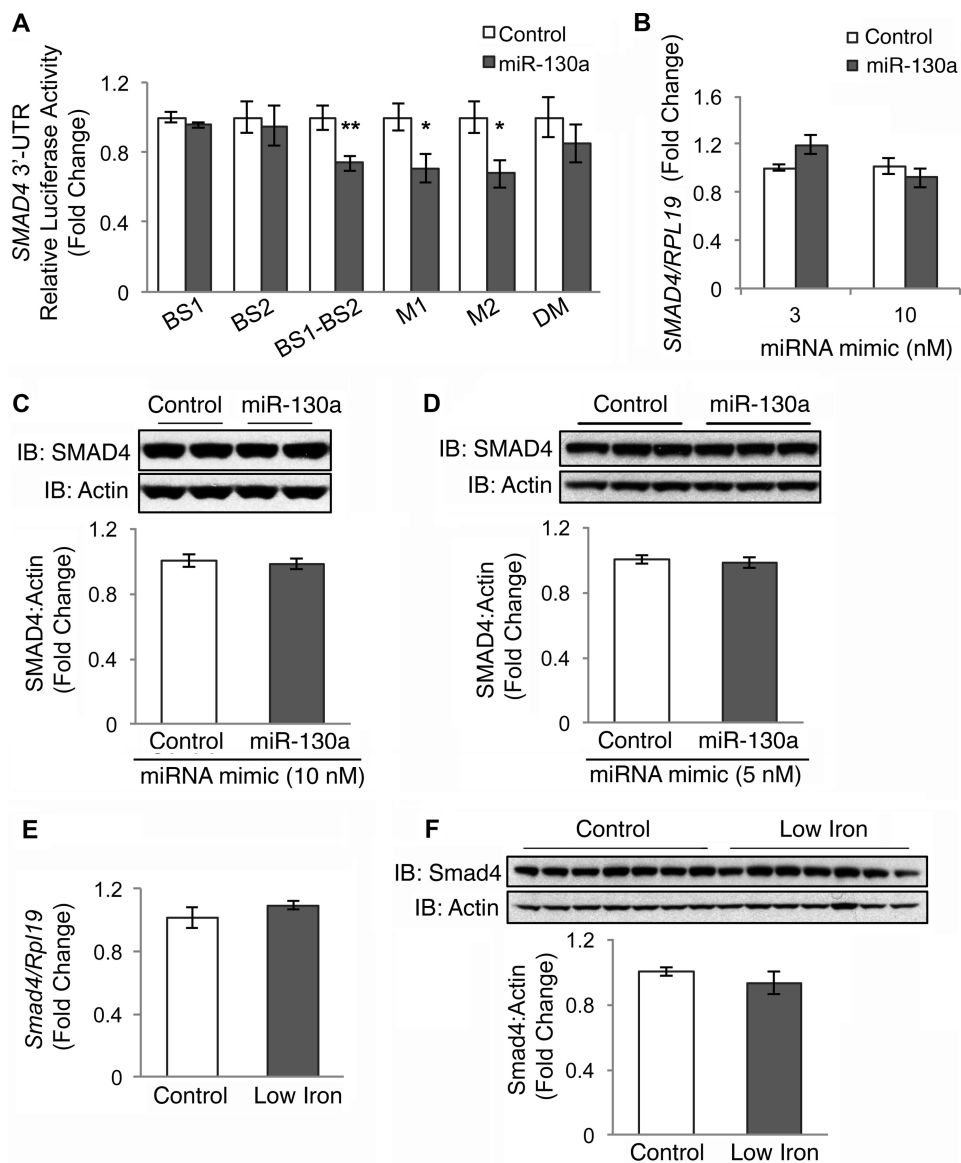 A
Control
miR-130a
SMAD4 3'-UTR
Relative Luciferase Activity
(Fold Change)
1.2
0.8
0.4
0
**
*
*
BS1
BS2
BS1-BS2
M1
M2
DM
B
Control
miR-130a
SMAD4/RPL19 (Fold Change)
1.6
1.2
0.8
0.4
0
3
10
miRNA mimic (nM)
C
Control
miR-130a
IB: SMAD4
IB: Actin
SMAD4:Actin
(Fold Change)
1.2
0.8
0.4
0
Control
miR-130a
miRNA mimic (10 nM)
D
Control
miR-130a
IB: SMAD4
IB: Actin
SMAD4:Actin
(Fold Change)
1.2
0.8
0.4
0
Control
miR-130a
miRNA mimic (5 nM)
E
Smad4/Rpl19
(Fold Change)
1.2
0.8
0.4
0
Control
Low Iron
F
Control
Low Iron
IB: Smad4
IB: Actin
Smad4:Actin
(Fold Change)
1.2
0.8
0.4
0
Control
Low Iron